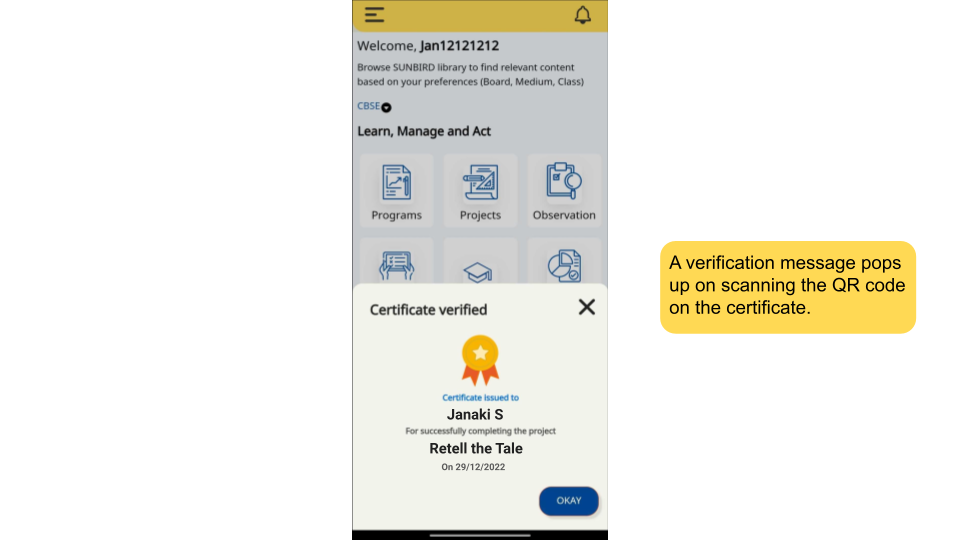 Welcome, Jan12121212
Browse SUNBIRD library to find relevant content
based on your preferences (Board, Medium, Class)
CBSE
Learn, Manage and Act
Programs
Projects
Observation
Certificate verified
Certificate issued to
Janaki S
For successfully completing the project
Retell the Tale
On 29/12/2022
OKAY
A verification message pops
up on scanning the QR code
on the certificate.